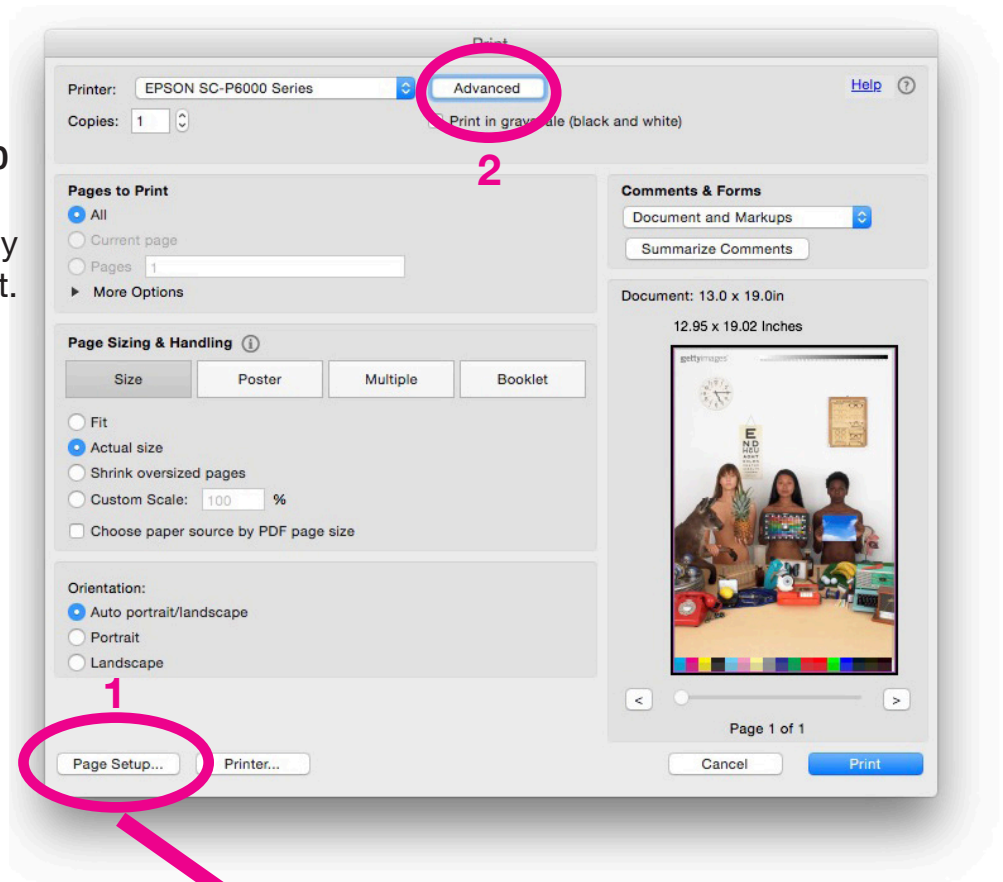 Print
Printer: EPSON SC-P6000 Series Advanced Help ?
Copies: 1 Print in grayscale (black and white)
2
y
t.
Pages to Print
All
Current page
Pages 1
More Options
Comments & Forms
Document and Markups
Summarize Comments
Document: 13.0 x 19.0in
12.95 x 19.02 Inches
Page Sizing & Handling i
Size Poster Multiple Booklet
Fit
Actual size
Shrink oversized pages
Custom Scale: 100 %
Choose paper source by PDF page size
gettyimages
E
N D
Orientation:
Auto portrait/landscape
Portrait
Landscape
1
< >
Page 1 of 1
Page Setup... Printer... Cancel Print